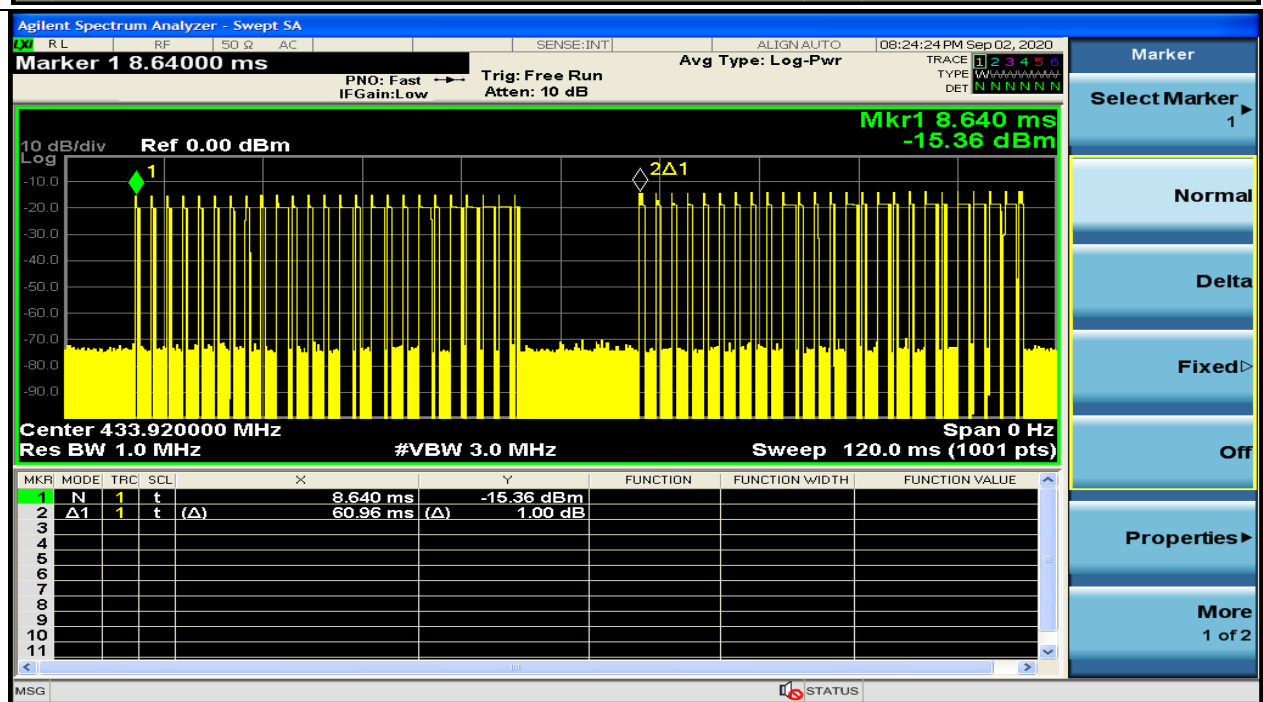 Agilent Spectrum Analyzer - Swept SA
LXI RL RF 50 Ω AC SENSE:INT ALIGN AUTO 08:24:24 PM Sep 02, 2020
Marker 1 8.64000 ms
PNO: Fast
IFGain:Low
Trig: Free Run
Atten: 10 dB
Avg Type: Log-Pwr
TRACE 1 2 3 4 5 6
TYPE WWWWWW
DET N N N N N N
Mkr1 8.640 ms
-15.36 dBm
10 dB/div Ref 0.00 dBm
Log
1
2Δ1
-10.0
-20.0
-30.0
-40.0
-50.0
-60.0
-70.0
-80.0
-90.0
Center 433.920000 MHz Span 0 Hz
Res BW 1.0 MHz #VBW 3.0 MHz Sweep 120.0 ms (1001 pts)
MKR MODE TRC SCL X Y FUNCTION FUNCTION WIDTH FUNCTION VALUE
1 N 1 t 8.640 ms -15.36 dBm
2 Δ1 1 t (Δ) 60.96 ms (Δ) 1.00 dB
3
4
5
6
7
8
9
10
11
MSG STATUS
Marker
Select Marker
1
Normal
Delta
Fixed
Off
Properties
More
1 of 2